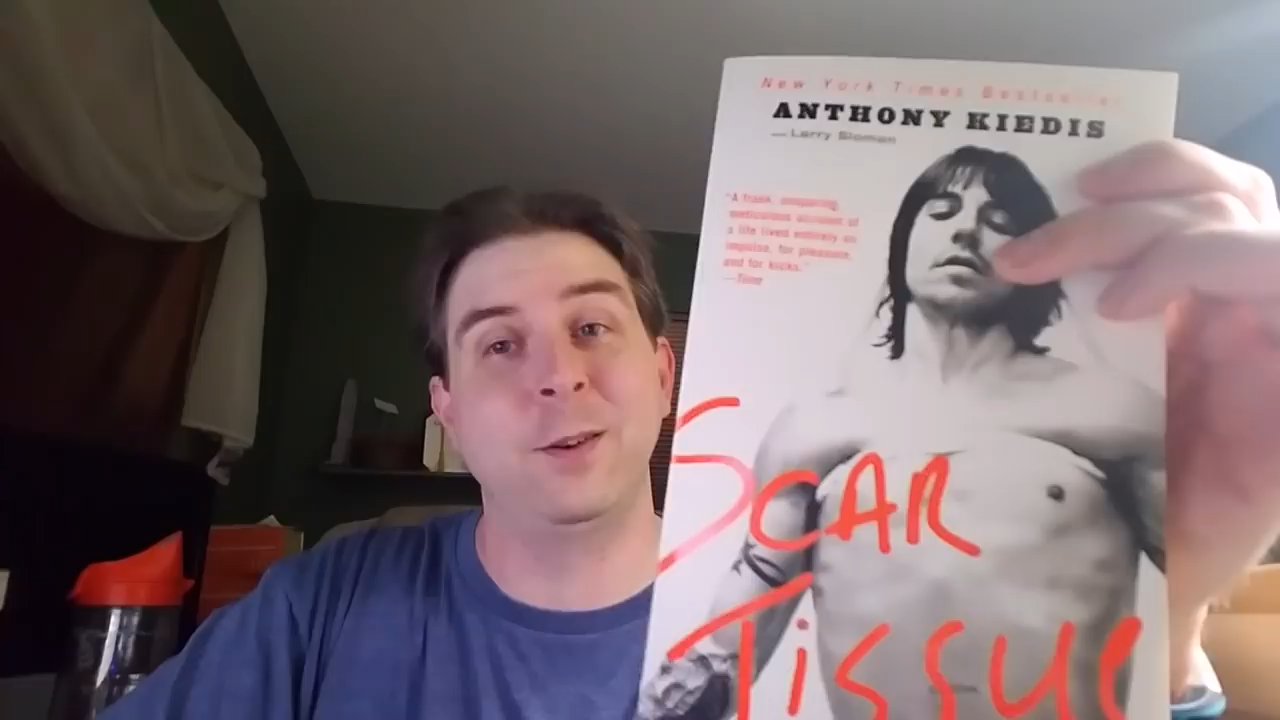 New York Times Bestseller
ANTHONY KIEDIS
Larry Sloman
"A frank, unsparing,
meticulous account of
a life lived entirely on
impulse, for pleasure,
and for kicks."
—Time
SCAR
TISSUE